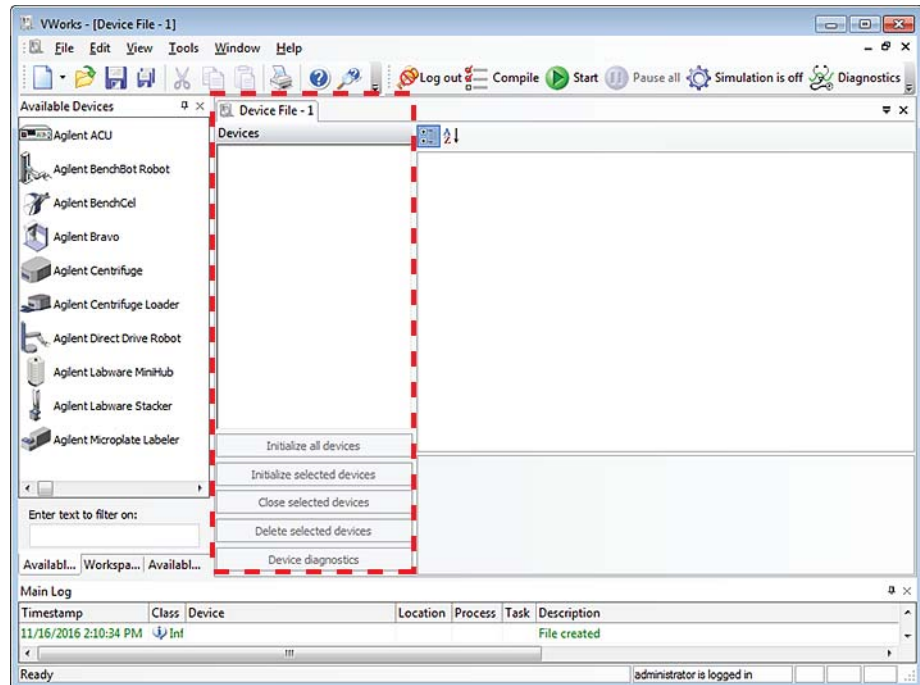 VWorks - [Device File - 1]
File Edit View Tools Window Help
Log out Compile Start Pause all Simulation is off Diagnostics
Available Devices
Agilent ACU
Agilent BenchBot Robot
Agilent BenchCel
Agilent Bravo
Agilent Centrifuge
Agilent Centrifuge Loader
Agilent Direct Drive Robot
Agilent Labware MiniHub
Agilent Labware Stacker
Agilent Microplate Labeler
Enter text to filter on:
Availabl... Workspa... Availabl...
Device File - 1
Devices
Initialize all devices
Initialize selected devices
Close selected devices
Delete selected devices
Device diagnostics
Main Log
Timestamp Class Device Location Process Task Description
11/16/2016 2:10:34 PM Inf File created
Ready administrator is logged in